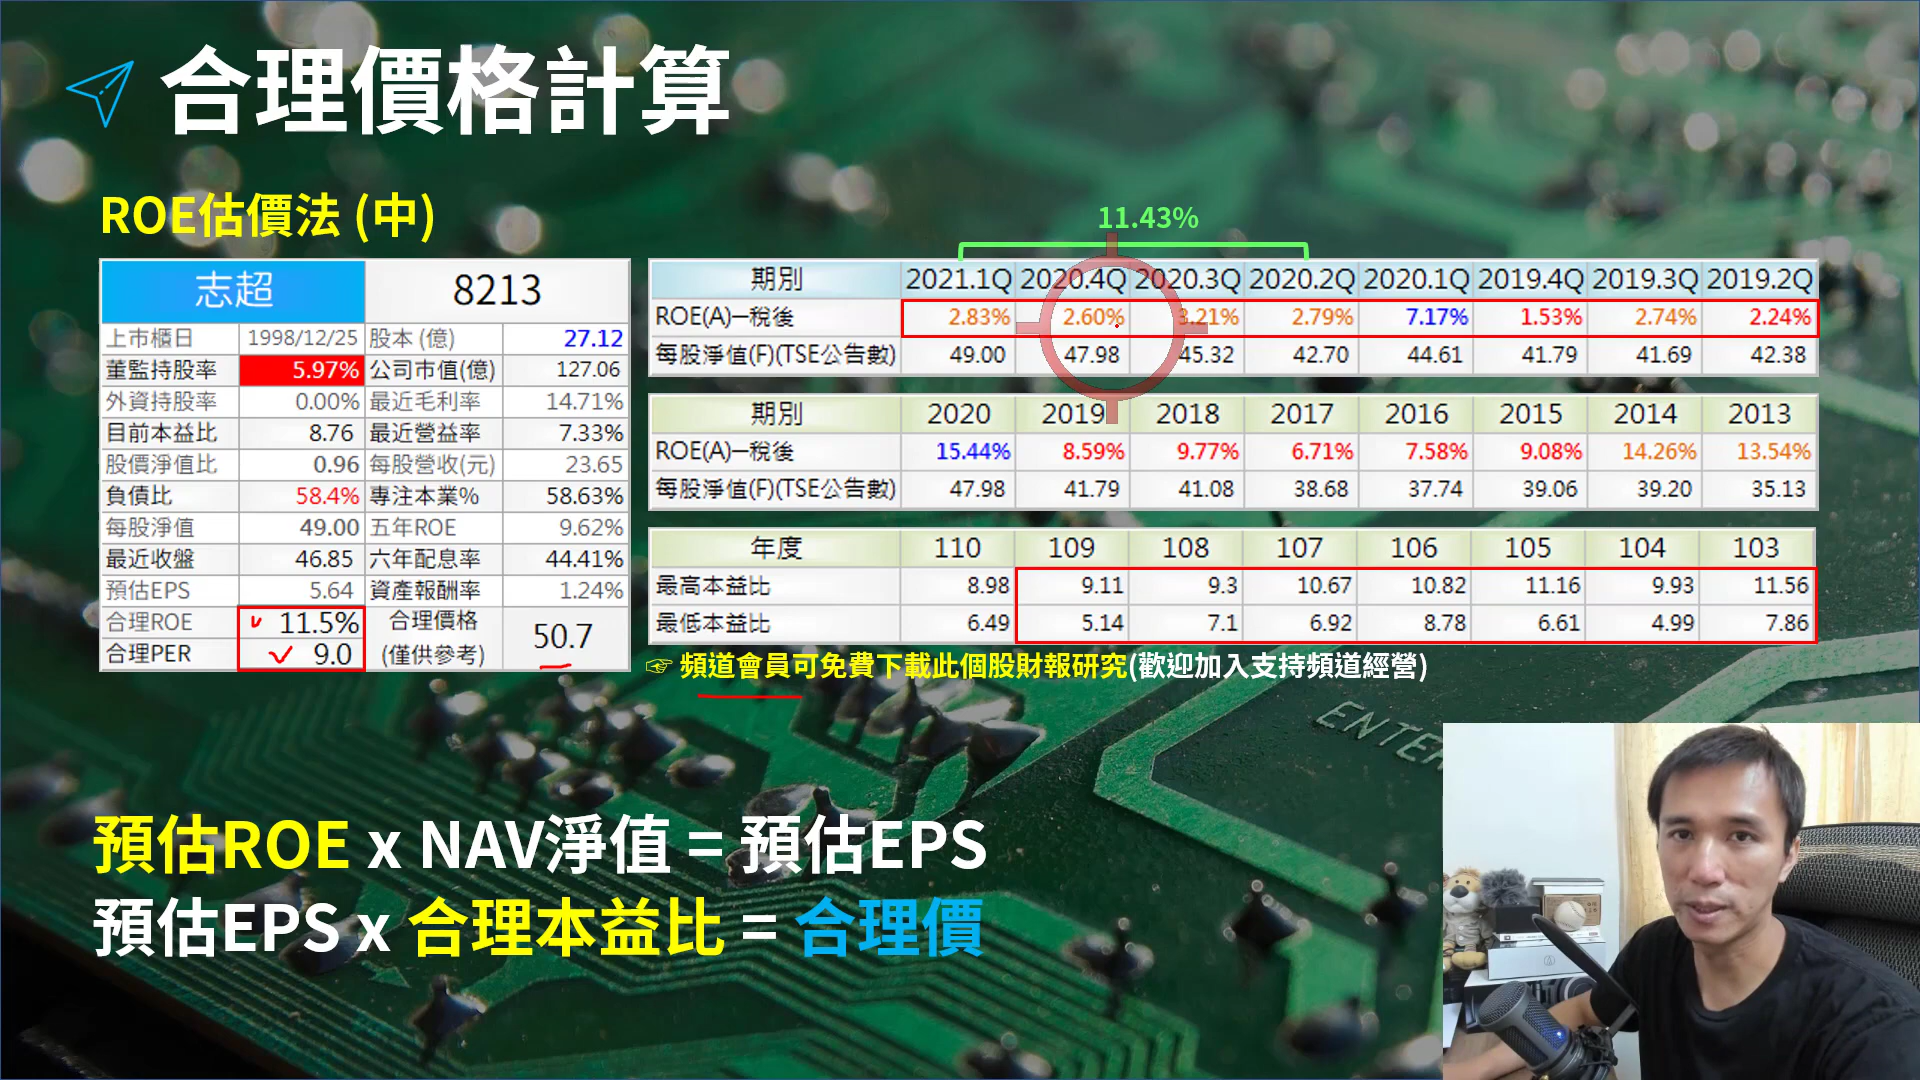 合理價格計算
ROE估價法 (中)
11.43%
志超 8213
上市櫃日 1998/12/25 股本 (億) 27.12
董監持股率 5.97% 公司市值(億) 127.06
外資持股率 0.00% 最近毛利率 14.71%
目前本益比 8.76 最近營益率 7.33%
股價淨值比 0.96 每股營收(元) 23.65
負債比 58.4% 專注本業% 58.63%
每股淨值 49.00 五年ROE 9.62%
最近收盤 46.85 六年配息率 44.41%
預估EPS 5.64 資產報酬率 1.24%
合理ROE 11.5% 合理價格 50.7
合理PER 9.0 (僅供參考)
期別 2021.1Q 2020.4Q 2020.3Q 2020.2Q 2020.1Q 2019.4Q 2019.3Q 2019.2Q
ROE(A)─稅後 2.83% 2.60% 3.21% 2.79% 7.17% 1.53% 2.74% 2.24%
每股淨值(F)(TSE公告數) 49.00 47.98 45.32 42.70 44.61 41.79 41.69 42.38
期別 2020 2019 2018 2017 2016 2015 2014 2013
ROE(A)─稅後 15.44% 8.59% 9.77% 6.71% 7.58% 9.08% 14.26% 13.54%
每股淨值(F)(TSE公告數) 47.98 41.79 41.08 38.68 37.74 39.06 39.20 35.13
年度 110 109 108 107 106 105 104 103
最高本益比 8.98 9.11 9.3 10.67 10.82 11.16 9.93 11.56
最低本益比 6.49 5.14 7.1 6.92 8.78 6.61 4.99 7.86
☞ 頻道會員可免費下載此個股財報研究(歡迎加入支持頻道經營)
ENTER
預估ROE x NAV淨值 = 預估EPS
預估EPS x 合理本益比 = 合理價